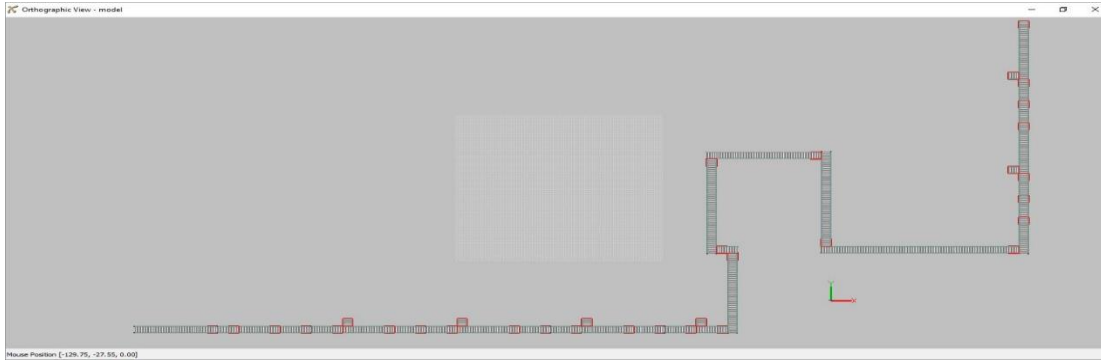 Orthographic View - model
Y
X
Mouse Position [-129.75, -27.55, 0.00]